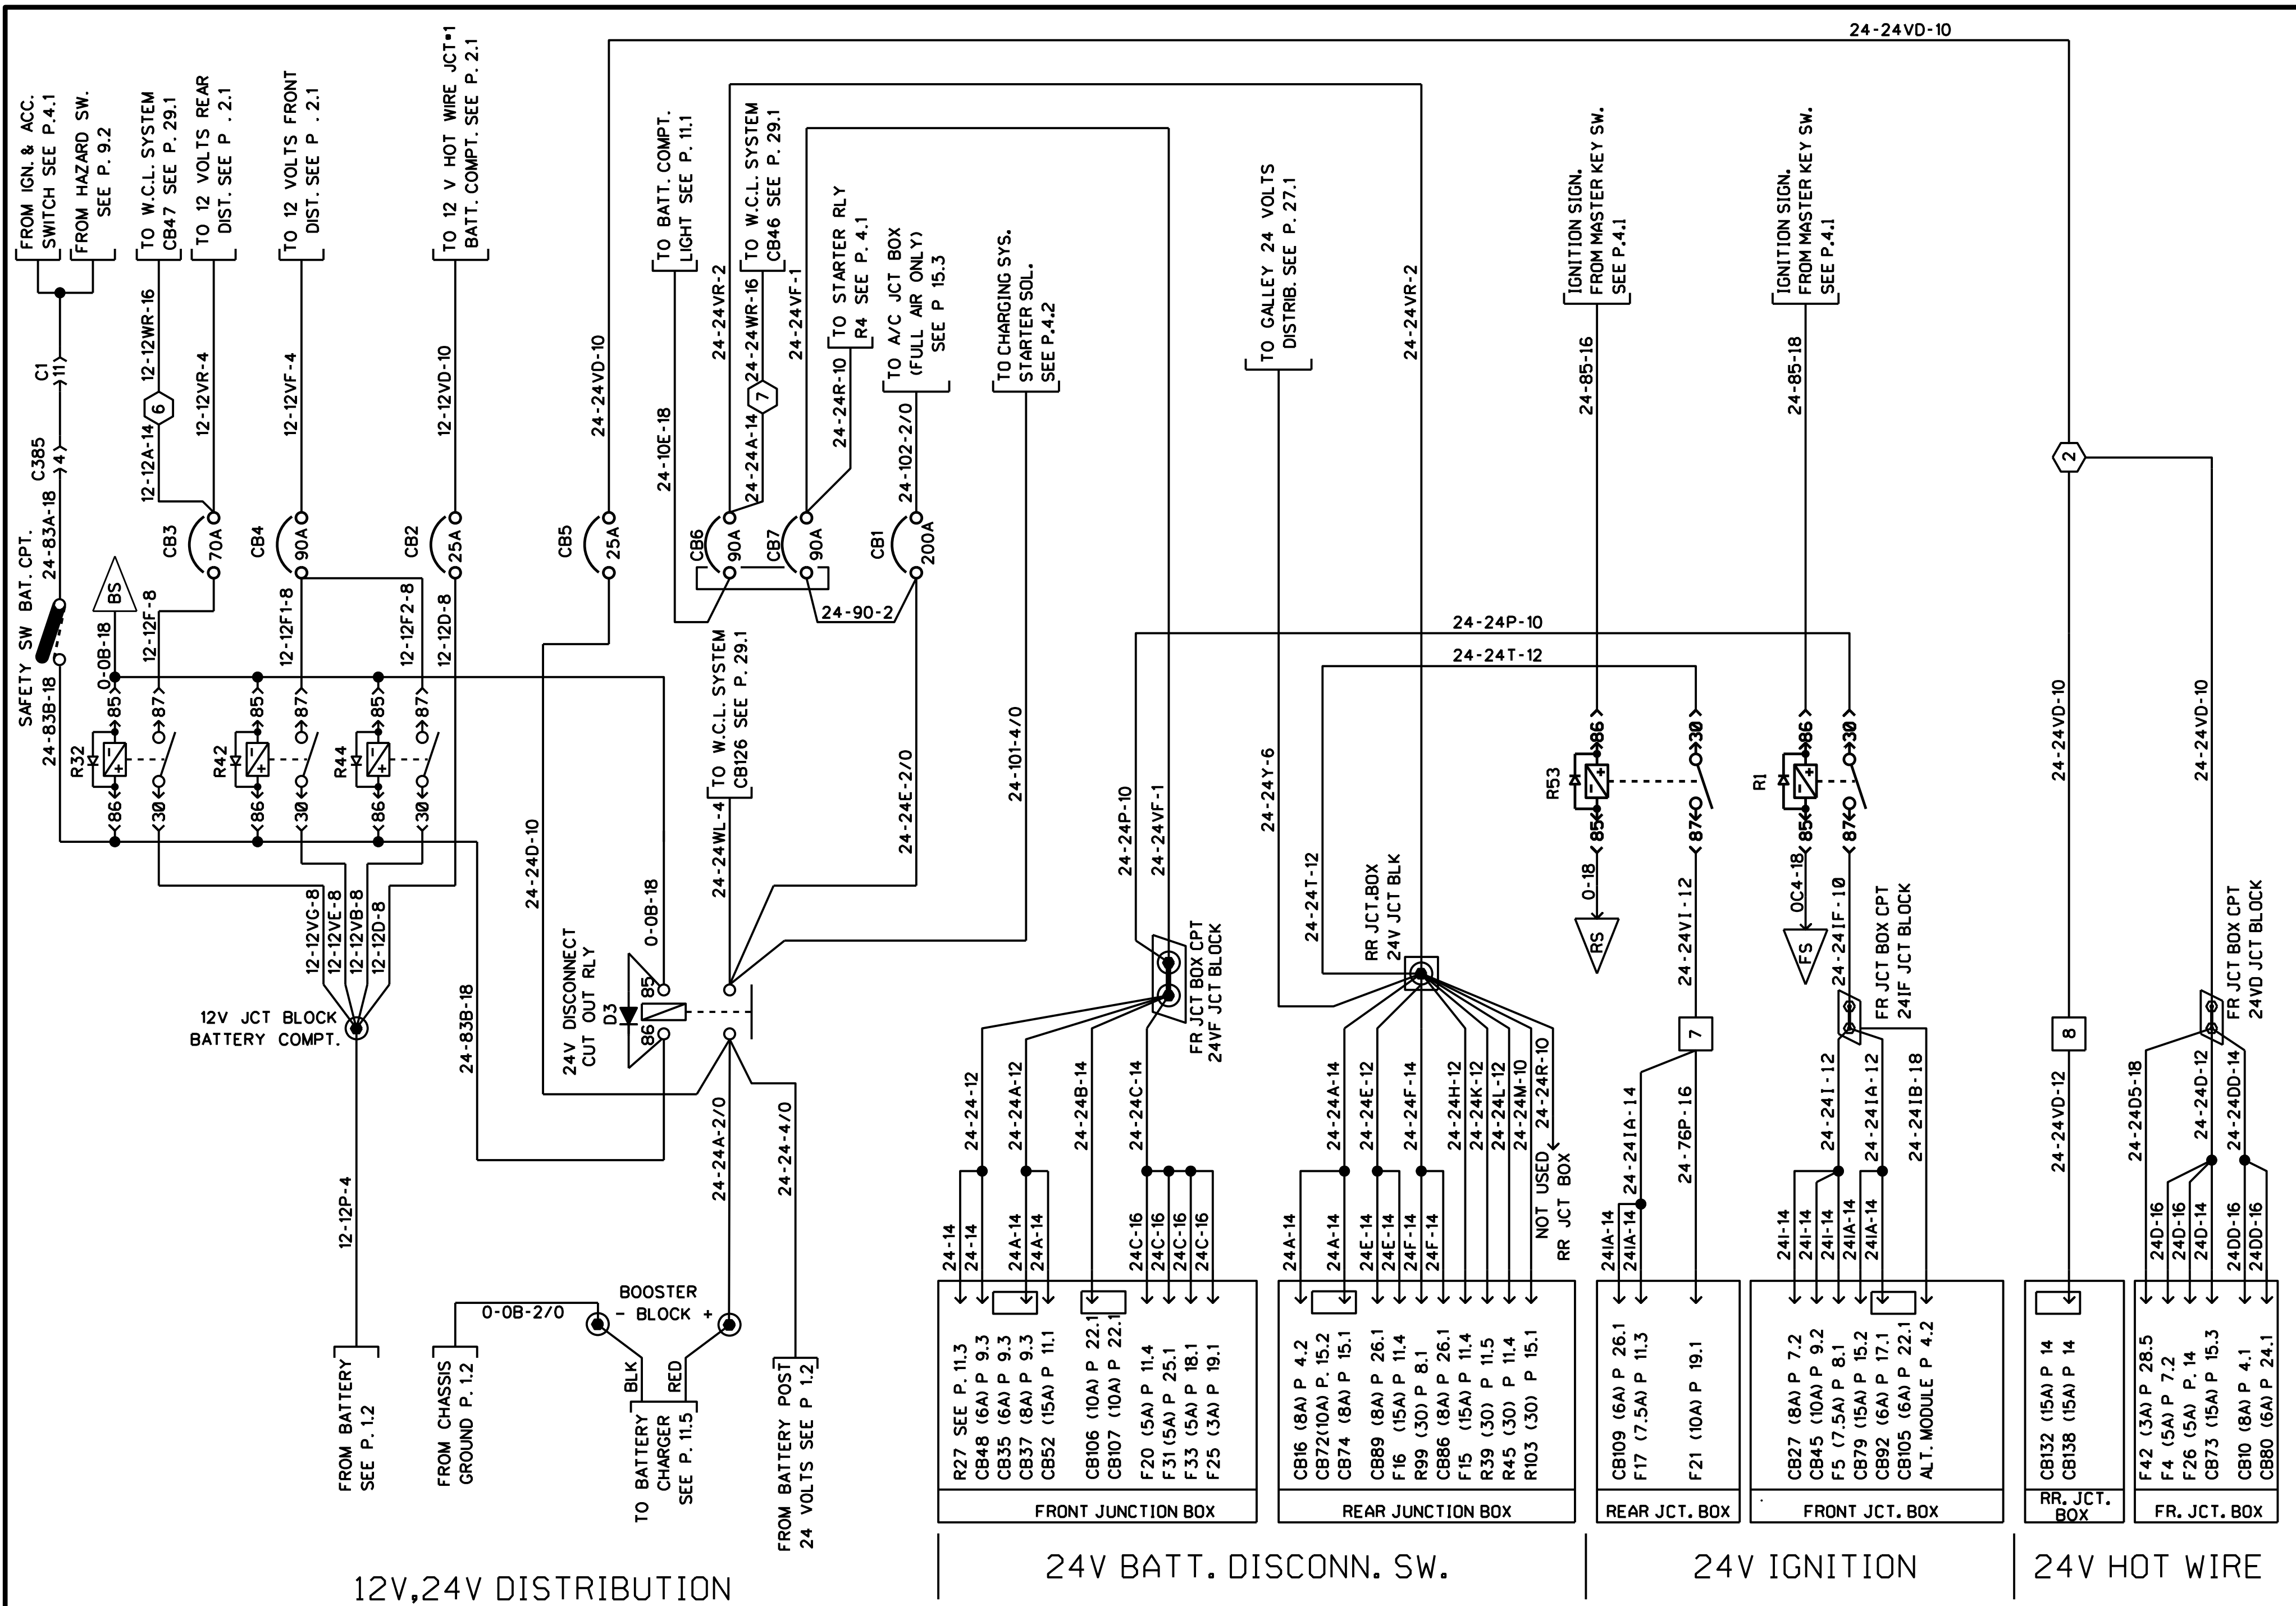 24-24VD-10
FROM IGN. & ACC.
SWITCH SEE P.4.1
FROM HAZARD SW.
SEE P. 9.2
TO W.C.L. SYSTEM
CB47 SEE P. 29.1
TO 12 VOLTS REAR
DIST. SEE P . 2.1
TO 12 VOLTS FRONT
DIST. SEE P . 2.1
TO 12 V HOT WIRE JCT•1
BATT. COMPT. SEE P. 2.1
TO BATT. COMPT.
LIGHT SEE P. 11.1
TO W.C.L. SYSTEM
CB46 SEE P. 29.1
TO STARTER RLY
R4 SEE P. 4.1
TO A/C JCT BOX
(FULL AIR ONLY)
SEE P 15.3
TO CHARGING SYS.
STARTER SOL.
SEE P.4.2
TO GALLEY 24 VOLTS
DISTRIB. SEE P. 27.1
IGNITION SIGN.
FROM MASTER KEY SW.
SEE P.4.1
IGNITION SIGN.
FROM MASTER KEY SW.
SEE P.4.1
C1
11
C385
4
24-83A-18
12-12WR-16
6
12-12A-14
12-12VR-4
12-12VF-4
12-12VD-10
24-24VD-10
24-10E-18
24-24VR-2
24-24WR-16
7
24-24A-14
24-24VF-1
24-24R-10
24-102-2/0
24-24VR-2
24-85-16
24-85-18
2
SAFETY SW BAT. CPT.
BS
CB3
70A
CB4
90A
CB2
25A
CB5
25A
CB6
90A
CB7
90A
CB1
200A
24-90-2
24-24P-10
24-24T-12
0-0B-18
12-12F-8
12-12F1-8
12-12F2-8
12-12D-8
24-83B-18
R32
85
87
86
30
R42
85
87
86
30
R44
85
87
86
30
TO W.C.L. SYSTEM
CB126 SEE P. 29.1
24-101-4/0
24-24E-2/0
24-24Y-6
24-24P-10
24-24VF-1
24-24T-12
R53
86
30
85
87
R1
86
30
85
87
24-24VD-10
24-24VD-10
12-12VG-8
12-12VE-8
12-12VB-8
12-12D-8
24-24D-10
24-83B-18
24V DISCONNECT
CUT OUT RLY
D3
0-0B-18
85
86
24-24WL-4
FR JCT BOX CPT
24VF JCT BLOCK
RR JCT.BOX
24V JCT BLK
0-18
RS
24-24VI-12
0C4-18
FS
24-24IF-10
FR JCT BOX CPT
24IF JCT BLOCK
FR JCT BOX CPT
24VD JCT BLOCK
12V JCT BLOCK
BATTERY COMPT.
7
8
24-24A-2/0
24-24-4/0
12-12P-4
24-24-12
24-24A-12
24-24B-14
24-24C-14
24-24A-14
24-24E-12
24-24F-14
24-24H-12
24-24K-12
24-24L-12
24-24M-10
24-24R-10
NOT USED
RR JCT BOX
24-24IA-14
24-76P-16
24-24I-12
24-24IA-12
24-24IB-18
24-24VD-12
24-24D5-18
24-24D-12
24-24DD-14
24-14
24-14
24A-14
24A-14
24C-16
24C-16
24C-16
24C-16
24A-14
24A-14
24E-14
24E-14
24F-14
24F-14
24IA-14
24IA-14
24I-14
24I-14
24I-14
24IA-14
24IA-14
24D-16
24D-16
24D-14
24DD-16
24DD-16
0-0B-2/0
BOOSTER
- BLOCK +
BLK
RED
FROM BATTERY
SEE P. 1.2
FROM CHASSIS
GROUND P. 1.2
TO BATTERY
CHARGER
SEE P. 11.5
FROM BATTERY POST
24 VOLTS SEE P 1.2
R27 SEE P. 11.3
CB48 (6A) P 9.3
CB35 (6A) P 9.3
CB37 (8A) P 9.3
CB52 (15A) P 11.1
CB106 (10A) P 22.1
CB107 (10A) P 22.1
F20 (5A) P 11.4
F31 (5A) P 25.1
F33 (5A) P 18.1
F25 (3A) P 19.1
FRONT JUNCTION BOX
CB16 (8A) P 4.2
CB72(10A) P. 15.2
CB74 (8A) P 15.1
CB89 (8A) P 26.1
F16 (15A) P 11.4
R99 (30) P 8.1
CB86 (8A) P 26.1
F15 (15A) P 11.4
R39 (30) P 11.5
R45 (30) P 11.4
R103 (30) P 15.1
REAR JUNCTION BOX
CB109 (6A) P 26.1
F17 (7.5A) P 11.3
F21 (10A) P 19.1
REAR JCT. BOX
CB27 (8A) P 7.2
CB45 (10A) P 9.2
F5 (7.5A) P 8.1
CB79 (15A) P 15.2
CB92 (6A) P 17.1
CB105 (6A) P 22.1
ALT. MODULE P 4.2
FRONT JCT. BOX
CB132 (15A) P 14
CB138 (15A) P 14
RR. JCT.
BOX
F42 (3A) P 28.5
F4 (5A) P 7.2
F26 (5A) P. 14
CB73 (15A) P 15.3
CB10 (8A) P 4.1
CB80 (6A) P 24.1
FR. JCT. BOX
12V,24V DISTRIBUTION
24V BATT. DISCONN. SW.
24V IGNITION
24V HOT WIRE